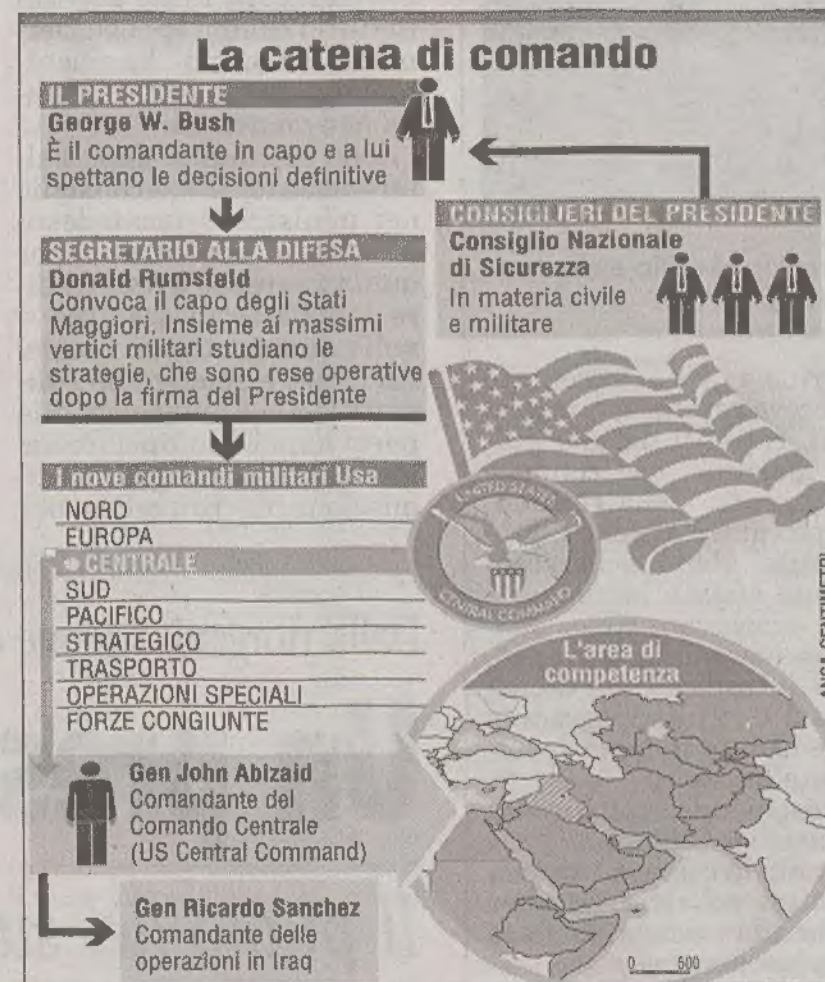 La catena di comando
IL PRESIDENTE
George W. Bush
È il comandante in capo e a lui
spettano le decisioni definitive
CONSIGLIERI DEL PRESIDENTE
Consiglio Nazionale
di Sicurezza
In materia civile
e militare
SEGRETARIO ALLA DIFESA
Donald Rumsfeld
Convoca il capo degli Stati
Maggiori. Insieme ai massimi
vertici militari studiano le
strategie, che sono rese operative
dopo la firma del Presidente
I nove comandi militari Usa
NORD
EUROPA
CENTRALE
SUD
PACIFICO
STRATEGICO
TRASPORTO
OPERAZIONI SPECIALI
FORZE CONGIUNTE
UNITED STATES
CENTRAL COMMAND
ANSA-CENTIMETRI
L'area di
competenza
0 500
Gen John Abizaid
Comandante del
Comando Centrale
(US Central Command)
Gen Ricardo Sanchez
Comandante delle
operazioni in Iraq